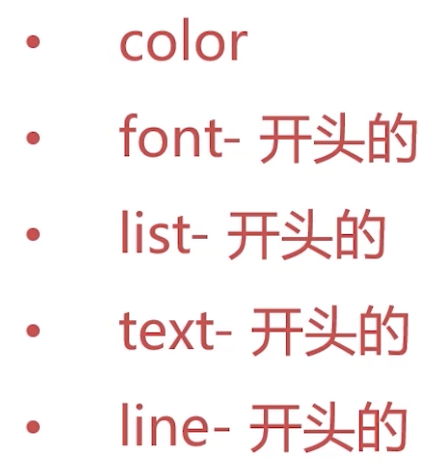 • color
• font- 开头的
• list- 开头的
• text- 开头的
• line- 开头的